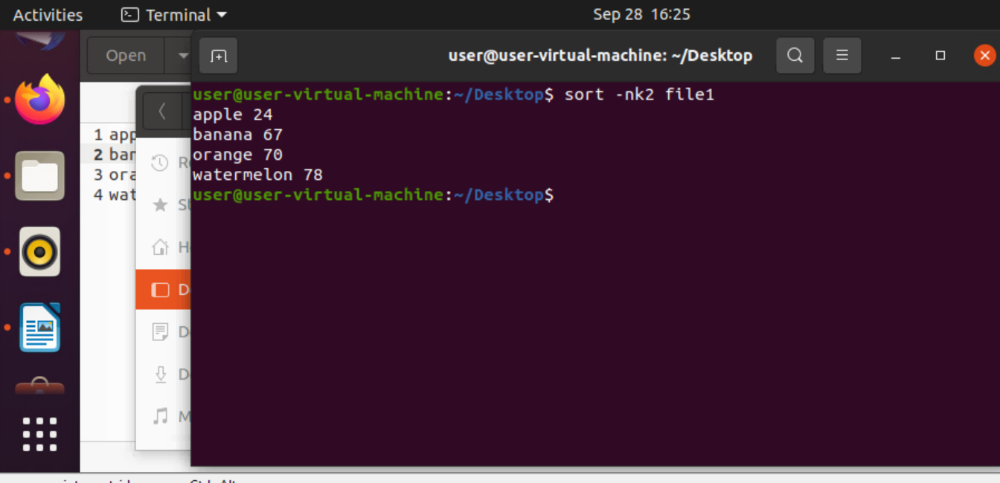 Activities
Terminal
Sep 28 16:25
Open
user@user-virtual-machine: ~/Desktop
user@user-virtual-machine:~/Desktop$ sort -nk2 file1
apple 24
banana 67
orange 70
watermelon 78
user@user-virtual-machine:~/Desktop$
1 app
2 ban
3 ora
4 wat
R
St
H
D
D
D
M